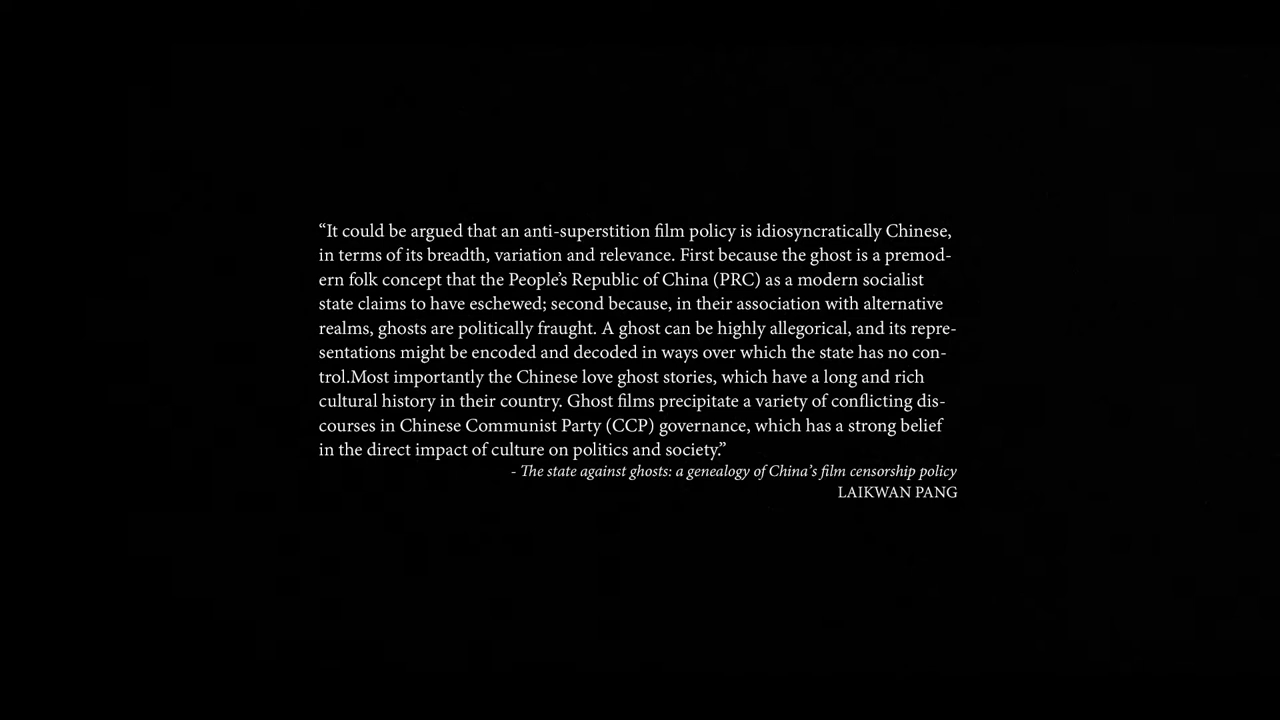 “It could be argued that an anti-superstition film policy is idiosyncratically Chinese,
in terms of its breadth, variation and relevance. First because the ghost is a premod-
ern folk concept that the People’s Republic of China (PRC) as a modern socialist
state claims to have eschewed; second because, in their association with alternative
realms, ghosts are politically fraught. A ghost can be highly allegorical, and its repre-
sentations might be encoded and decoded in ways over which the state has no con-
trol.Most importantly the Chinese love ghost stories, which have a long and rich
cultural history in their country. Ghost films precipitate a variety of conflicting dis-
courses in Chinese Communist Party (CCP) governance, which has a strong belief
in the direct impact of culture on politics and society.”
- The state against ghosts: a genealogy of China’s film censorship policy
LAIKWAN PANG